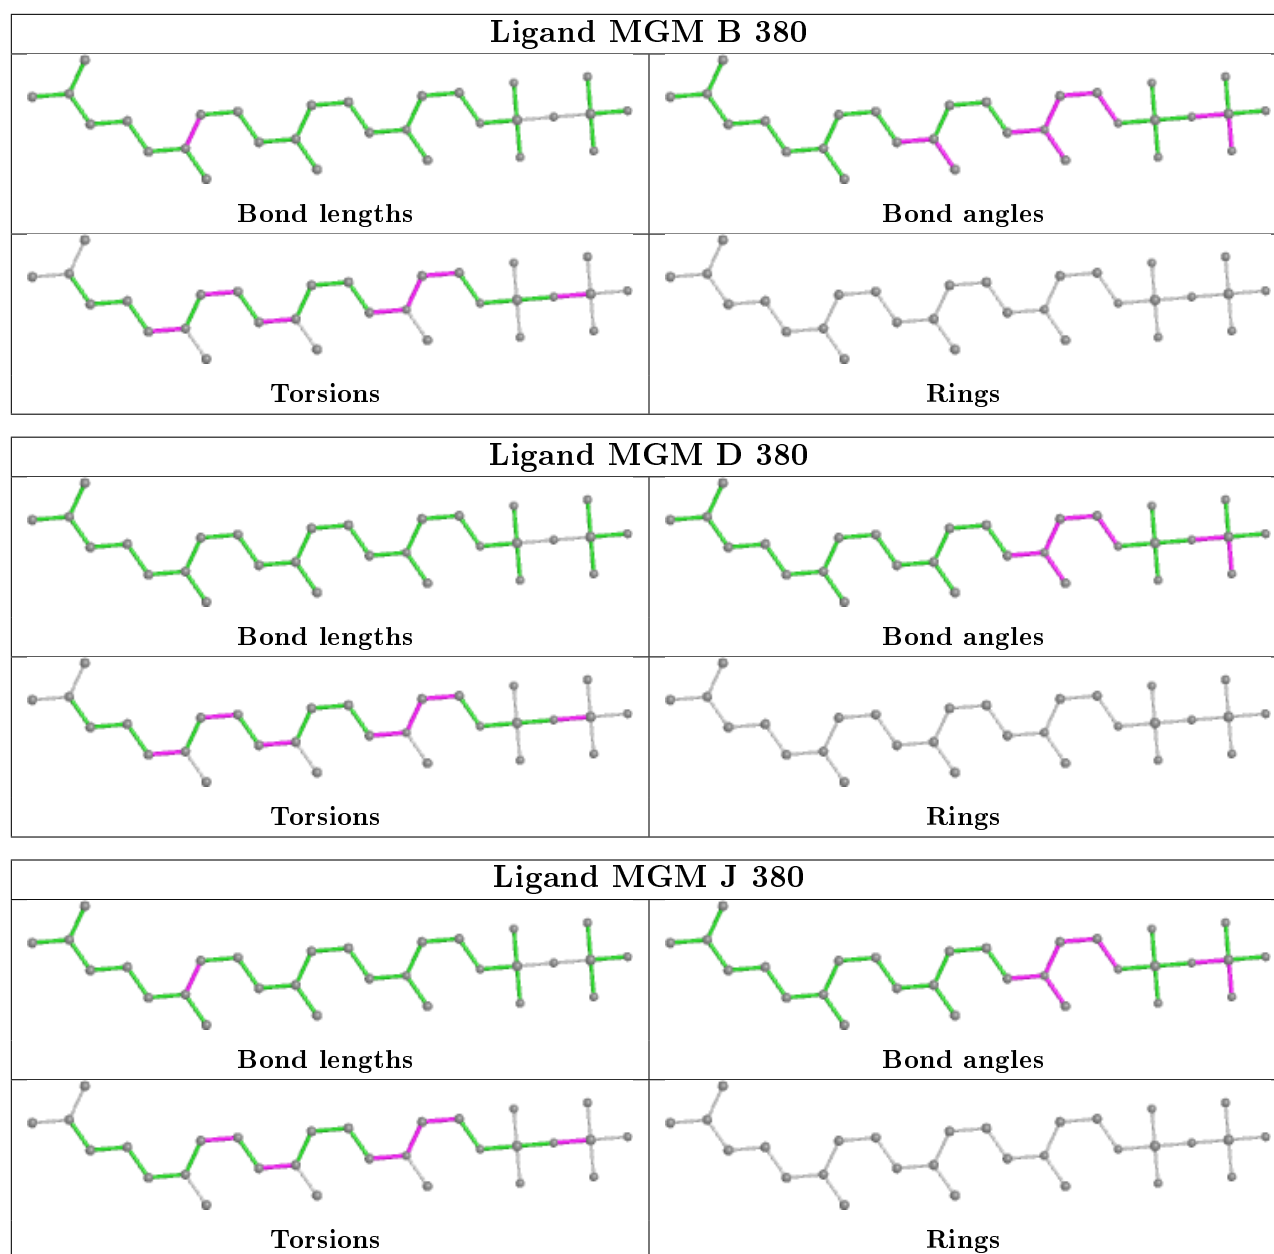 Ligand MGM B 380
Bond lengths
Bond angles
Torsions
Rings
Ligand MGM D 380
Bond lengths
Bond angles
Torsions
Rings
Ligand MGM J 380
Bond lengths
Bond angles
Torsions
Rings